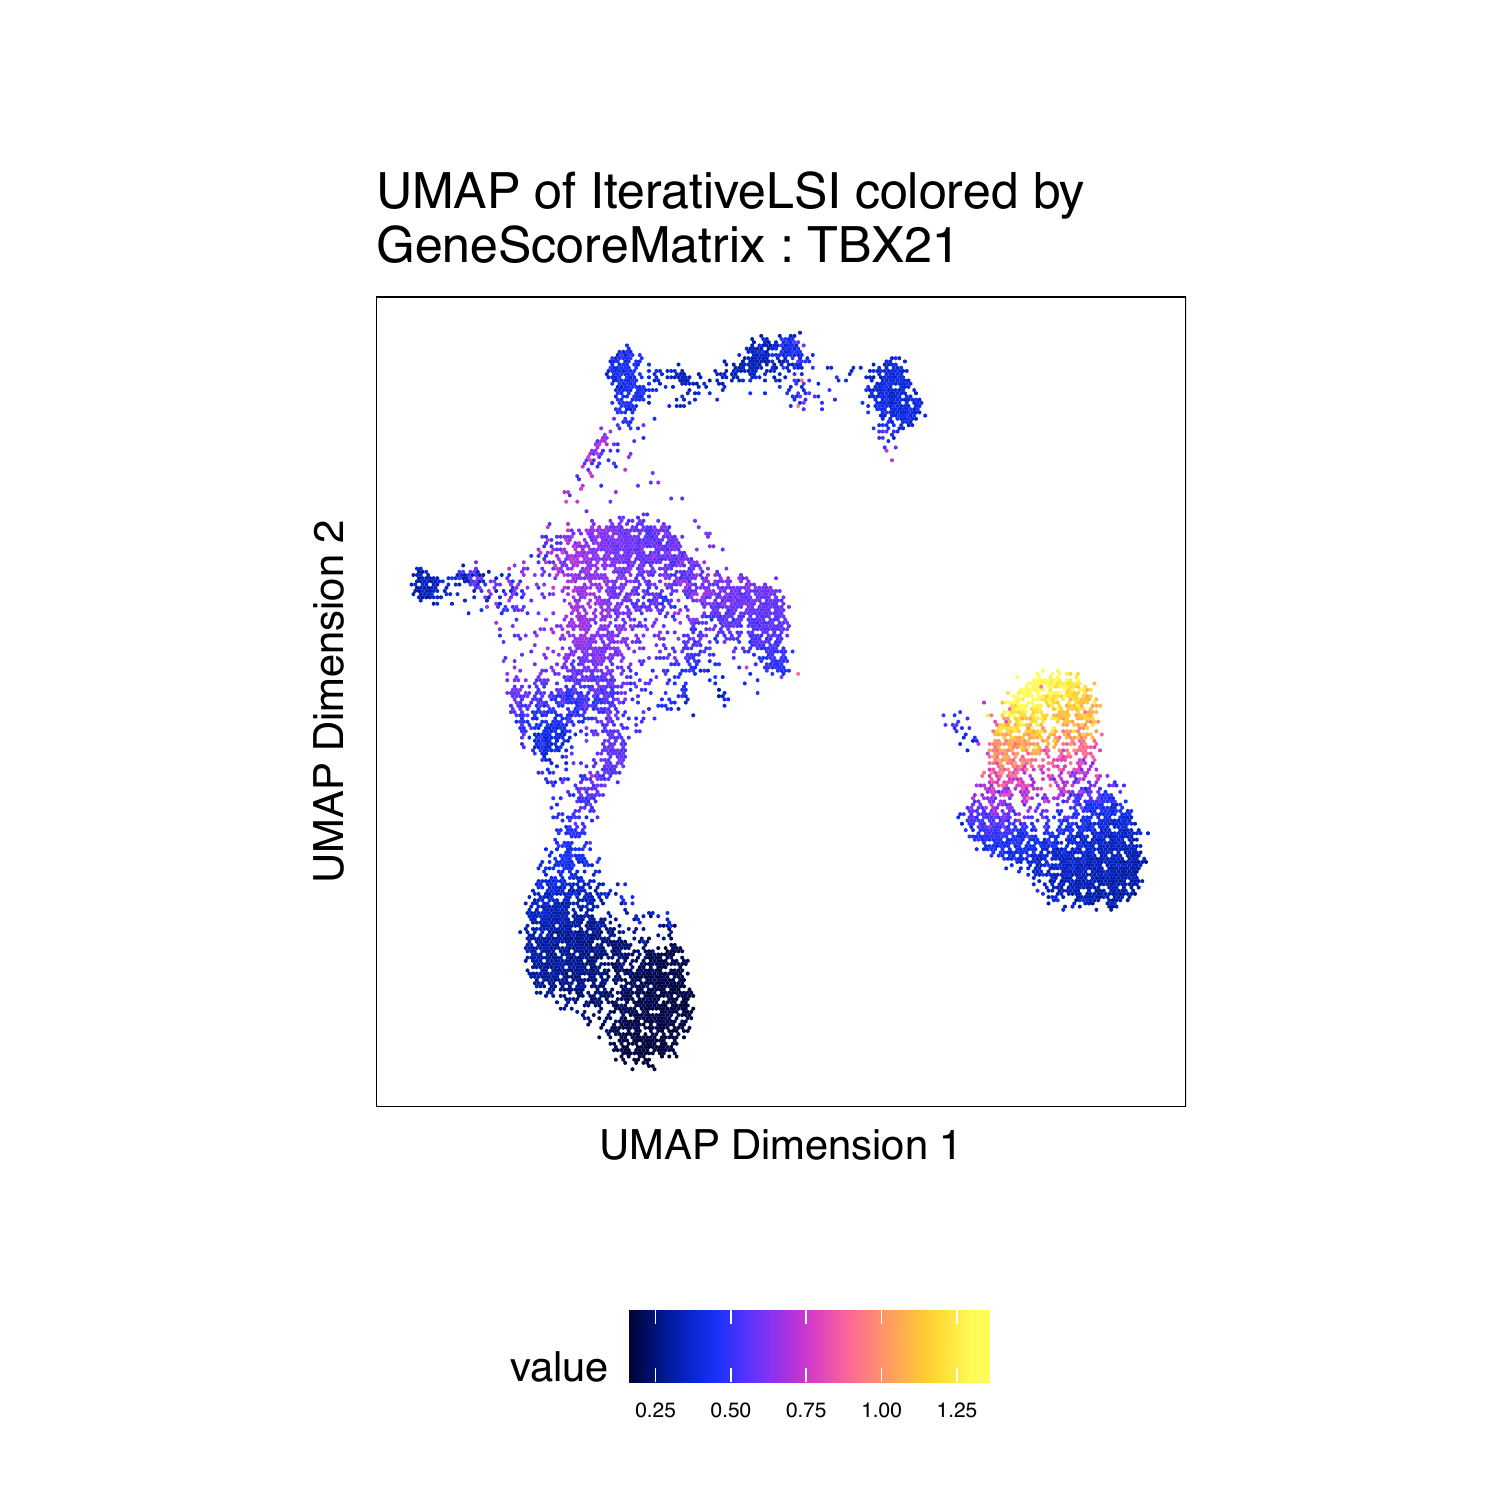 UMAP of IterativeLSI colored by
GeneScoreMatrix : TBX21
UMAP Dimension 2
UMAP Dimension 1
value
0.25 0.50 0.75 1.00 1.25